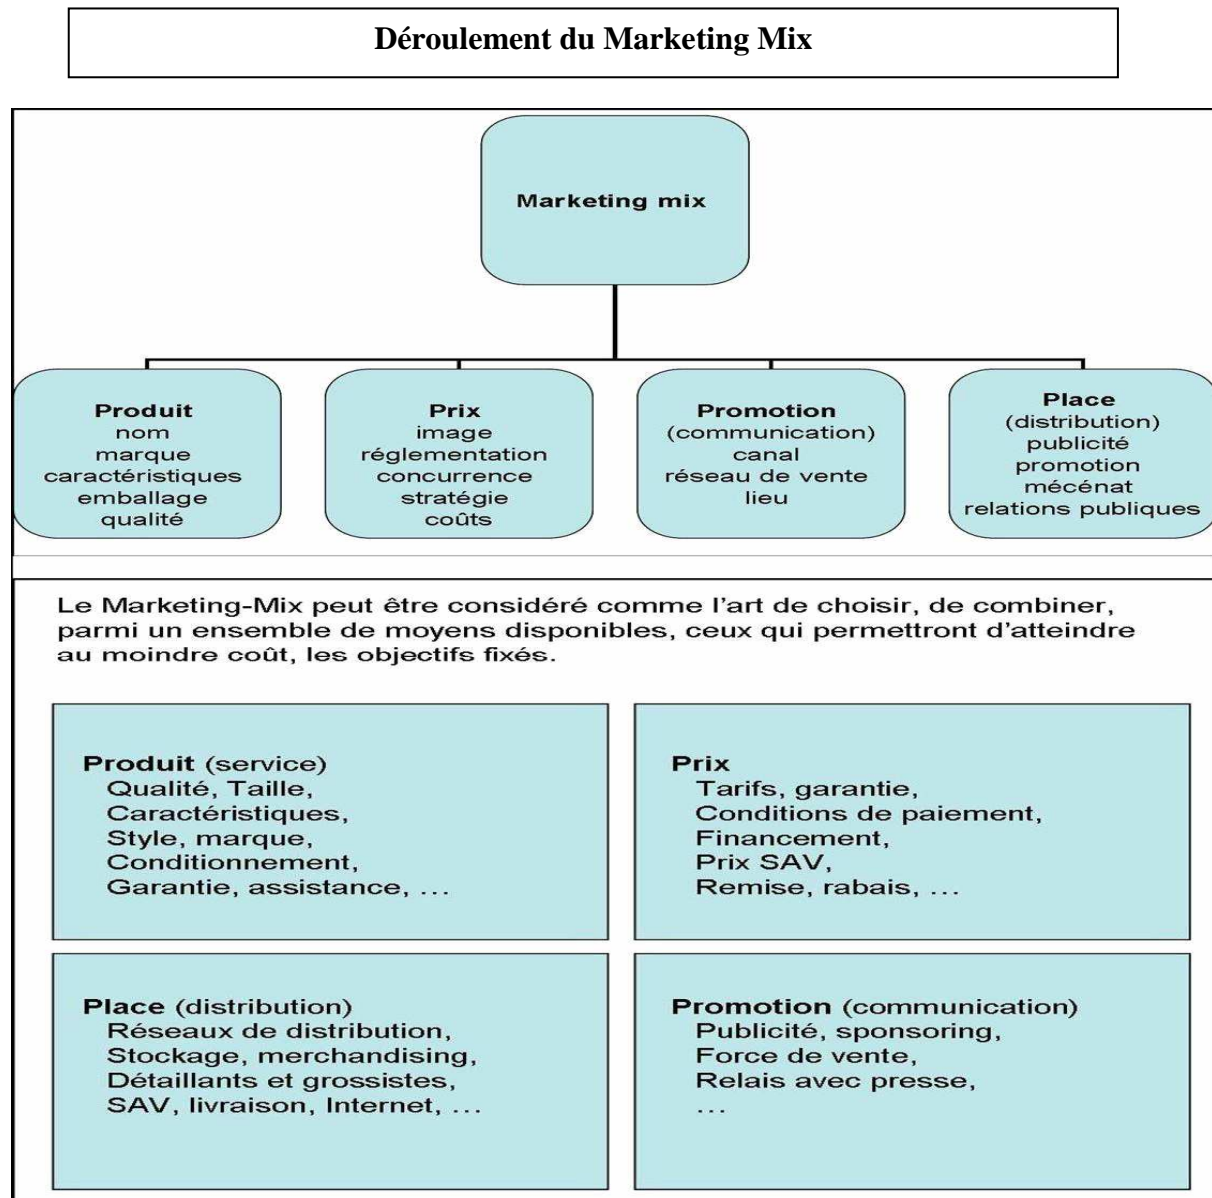 Déroulement du Marketing Mix
Marketing mix
Produit
nom
marque
caractéristiques
emballage
qualité
Prix
image
réglementation
concurrence
stratégie
coûts
Promotion
(communication)
canal
réseau de vente
lieu
Place
(distribution)
publicité
promotion
mécénat
relations publiques
Le Marketing-Mix peut être considéré comme l'art de choisir, de combiner,
parmi un ensemble de moyens disponibles, ceux qui permettront d'atteindre
au moindre coût, les objectifs fixés.
Produit (service)
Qualité, Taille,
Caractéristiques,
Style, marque,
Conditionnement,
Garantie, assistance, …
Prix
Tarifs, garantie,
Conditions de paiement,
Financement,
Prix SAV,
Remise, rabais, …
Place (distribution)
Réseaux de distribution,
Stockage, merchandising,
Détaillants et grossistes,
SAV, livraison, Internet, …
Promotion (communication)
Publicité, sponsoring,
Force de vente,
Relais avec presse,
…